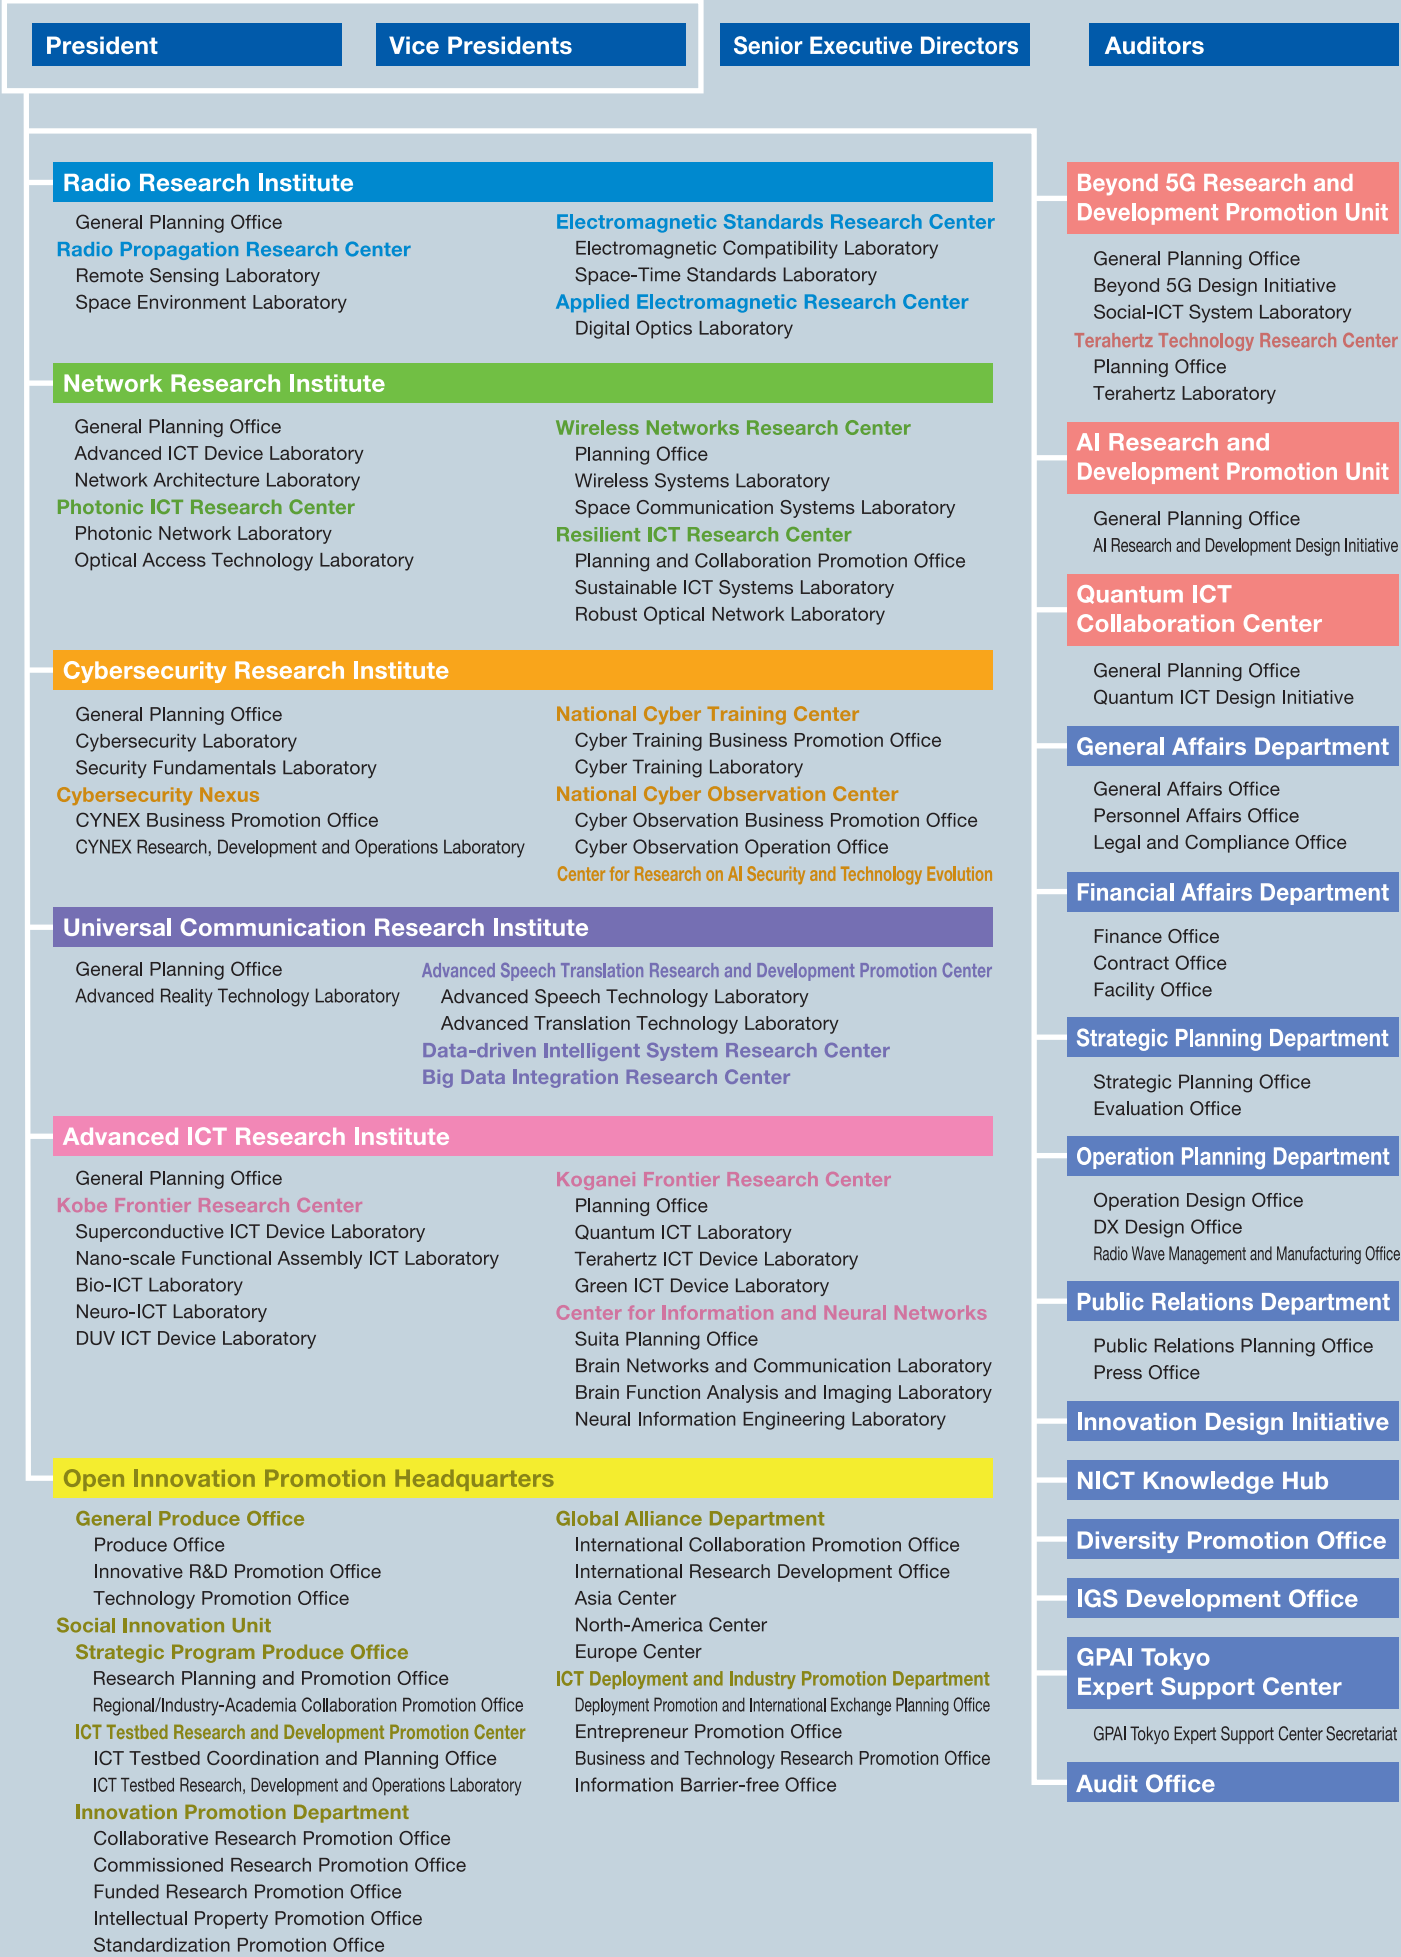 President
Vice Presidents
Senior Executive Directors
Auditors
Radio Research Institute
General Planning Office
Radio Propagation Research Center
Remote Sensing Laboratory
Space Environment Laboratory
Electromagnetic Standards Research Center
Electromagnetic Compatibility Laboratory
Space-Time Standards Laboratory
Applied Electromagnetic Research Center
Digital Optics Laboratory
Network Research Institute
General Planning Office
Advanced ICT Device Laboratory
Network Architecture Laboratory
Photonic ICT Research Center
Photonic Network Laboratory
Optical Access Technology Laboratory
Wireless Networks Research Center
Planning Office
Wireless Systems Laboratory
Space Communication Systems Laboratory
Resilient ICT Research Center
Planning and Collaboration Promotion Office
Sustainable ICT Systems Laboratory
Robust Optical Network Laboratory
Cybersecurity Research Institute
General Planning Office
Cybersecurity Laboratory
Security Fundamentals Laboratory
Cybersecurity Nexus
CYNEX Business Promotion Office
CYNEX Research, Development and Operations Laboratory
National Cyber Training Center
Cyber Training Business Promotion Office
Cyber Training Laboratory
National Cyber Observation Center
Cyber Observation Business Promotion Office
Cyber Observation Operation Office
Center for Research on AI Security and Technology Evolution
Universal Communication Research Institute
General Planning Office
Advanced Reality Technology Laboratory
Advanced Speech Translation Research and Development Promotion Center
Advanced Speech Technology Laboratory
Advanced Translation Technology Laboratory
Data-driven Intelligent System Research Center
Big Data Integration Research Center
Advanced ICT Research Institute
General Planning Office
Kobe Frontier Research Center
Superconductive ICT Device Laboratory
Nano-scale Functional Assembly ICT Laboratory
Bio-ICT Laboratory
Neuro-ICT Laboratory
DUV ICT Device Laboratory
Koganei Frontier Research Center
Planning Office
Quantum ICT Laboratory
Terahertz ICT Device Laboratory
Green ICT Device Laboratory
Center for Information and Neural Networks
Suita Planning Office
Brain Networks and Communication Laboratory
Brain Function Analysis and Imaging Laboratory
Neural Information Engineering Laboratory
Open Innovation Promotion Headquarters
General Produce Office
Produce Office
Innovative R&D Promotion Office
Technology Promotion Office
Social Innovation Unit
Strategic Program Produce Office
Research Planning and Promotion Office
Regional/Industry-Academia Collaboration Promotion Office
ICT Testbed Research and Development Promotion Center
ICT Testbed Coordination and Planning Office
ICT Testbed Research, Development and Operations Laboratory
Innovation Promotion Department
Collaborative Research Promotion Office
Commissioned Research Promotion Office
Funded Research Promotion Office
Intellectual Property Promotion Office
Standardization Promotion Office
Global Alliance Department
International Collaboration Promotion Office
International Research Development Office
Asia Center
North-America Center
Europe Center
ICT Deployment and Industry Promotion Department
Deployment Promotion and International Exchange Planning Office
Entrepreneur Promotion Office
Business and Technology Research Promotion Office
Information Barrier-free Office
Beyond 5G Research and
Development Promotion Unit
General Planning Office
Beyond 5G Design Initiative
Social-ICT System Laboratory
Terahertz Technology Research Center
Planning Office
Terahertz Laboratory
AI Research and
Development Promotion Unit
General Planning Office
AI Research and Development Design Initiative
Quantum ICT
Collaboration Center
General Planning Office
Quantum ICT Design Initiative
General Affairs Department
General Affairs Office
Personnel Affairs Office
Legal and Compliance Office
Financial Affairs Department
Finance Office
Contract Office
Facility Office
Strategic Planning Department
Strategic Planning Office
Evaluation Office
Operation Planning Department
Operation Design Office
DX Design Office
Radio Wave Management and Manufacturing Office
Public Relations Department
Public Relations Planning Office
Press Office
Innovation Design Initiative
NICT Knowledge Hub
Diversity Promotion Office
IGS Development Office
GPAI Tokyo
Expert Support Center
GPAI Tokyo Expert Support Center Secretariat
Audit Office